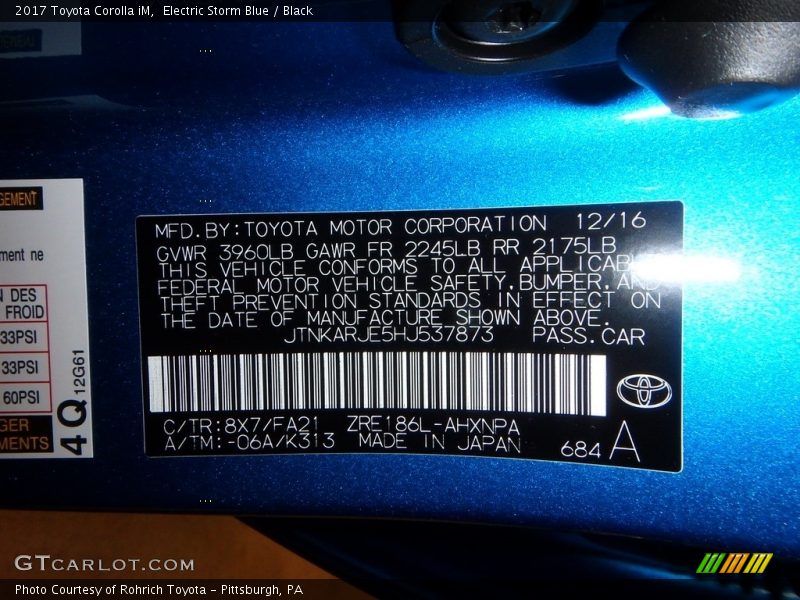 2017 Toyota Corolla iM, Electric Storm Blue / Black
GEMENT
ment ne
N DES
FROID
33PSI
33PSI
60PSI
GER
MENTS
4Q 12G61
MFD.BY:TOYOTA MOTOR CORPORATION 12/16
GVWR 3960LB GAWR FR 2245LB RR 2175LB
THIS VEHICLE CONFORMS TO ALL APPLICAB
FEDERAL MOTOR VEHICLE SAFETY,BUMPER,AND
THEFT PREVENTION STANDARDS IN EFFECT ON
THE DATE OF MANUFACTURE SHOWN ABOVE.
JTNKARJE5HJ537873 PASS.CAR
C/TR:8X7/FA21 ZRE186L-AHXNPA
A/TM:-06A/K313 MADE IN JAPAN
684 A
GTCARLOT.COM
Photo Courtesy of Rohrich Toyota - Pittsburgh, PA